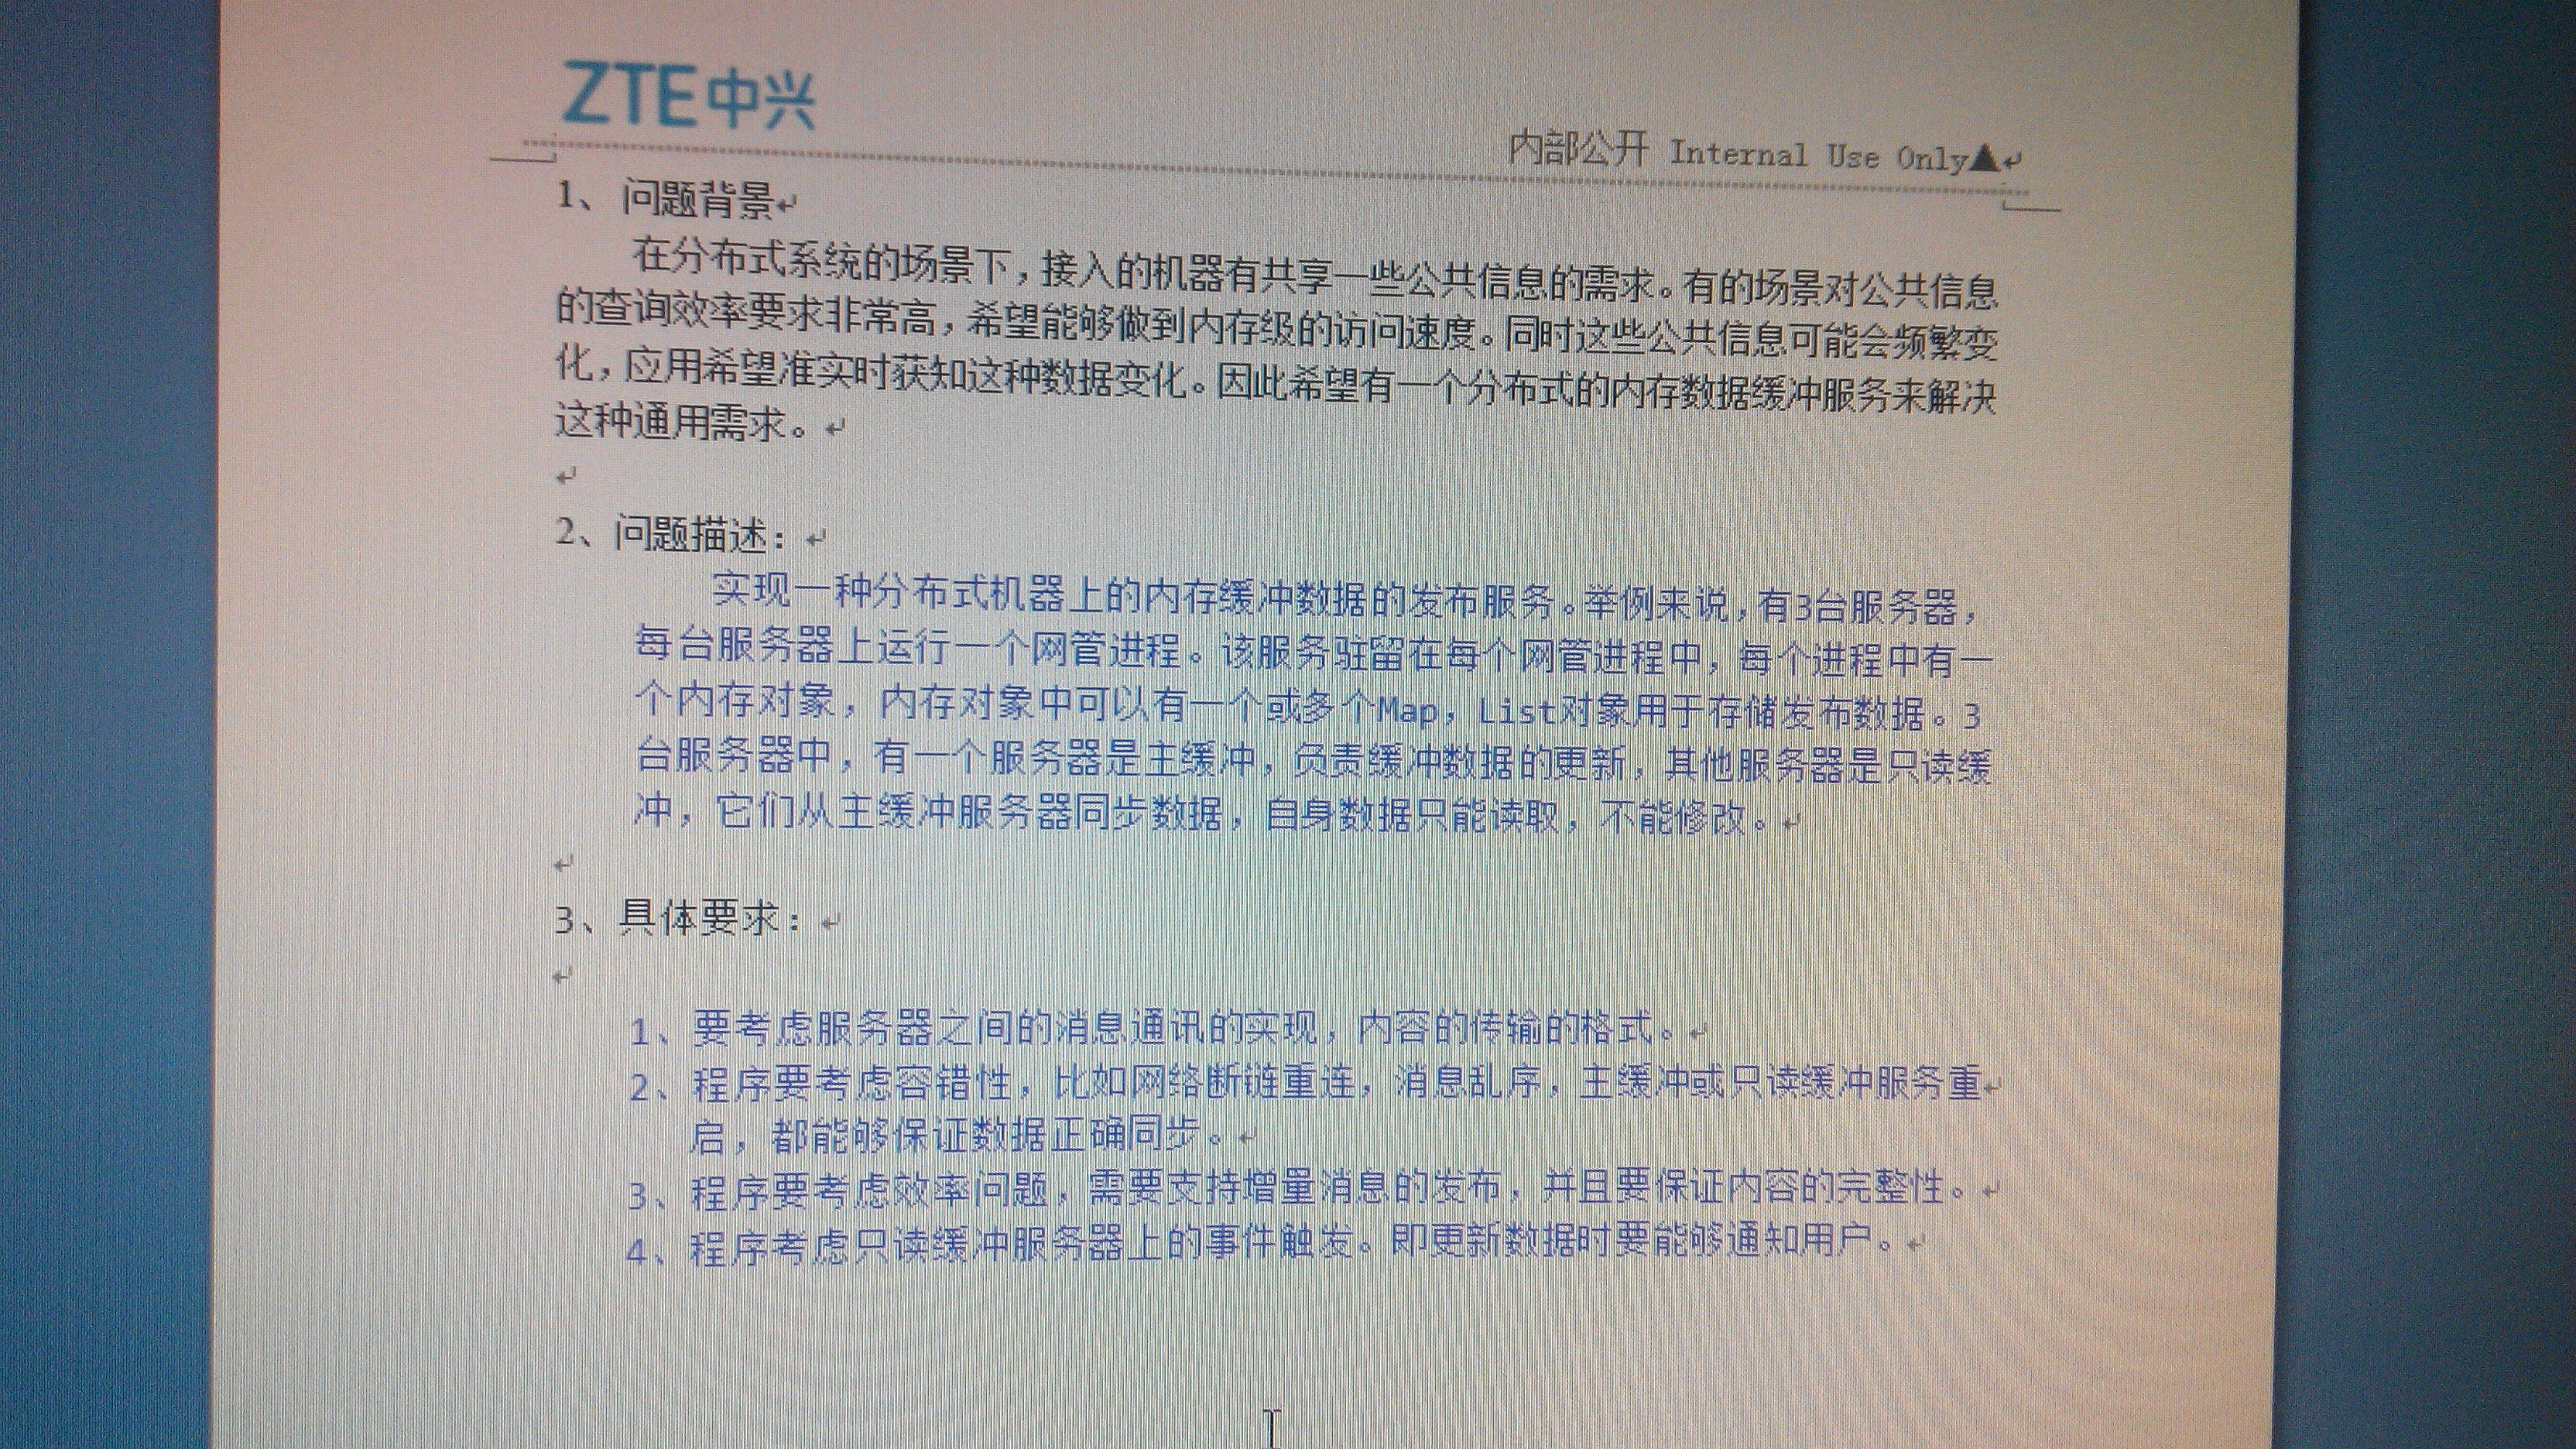 ZTE中兴
内部公开 Internal Use Only▲
1、问题背景
在分布式系统的场景下，接入的机器有共享一些公共信息的需求。有的场景对公共信息
的查询效率要求非常高，希望能够做到内存级的访问速度。同时这些公共信息可能会频繁变
化，应用希望准实时获知这种数据变化。因此希望有一个分布式的内存数据缓冲服务来解决
这种通用需求。
2、问题描述：
实现一种分布式机器上的内存缓冲数据的发布服务。举例来说，有3台服务器，
每台服务器上运行一个网管进程。该服务驻留在每个网管进程中，每个进程中有一
个内存对象，内存对象中可以有一个或多个Map，List对象用于存储发布数据。3
台服务器中，有一个服务器是主缓冲，负责缓冲数据的更新，其他服务器是只读缓
冲，它们从主缓冲服务器同步数据，自身数据只能读取，不能修改。
3、具体要求：
1、要考虑服务器之间的消息通讯的实现，内容的传输的格式。
2、程序要考虑容错性，比如网络断链重连，消息乱序，主缓冲或只读缓冲服务重
启，都能够保证数据正确同步。
3、程序要考虑效率问题，需要支持增量消息的发布，并且要保证内容的完整性。
4、程序考虑只读缓冲服务器上的事件触发。即更新数据时要能够通知用户。